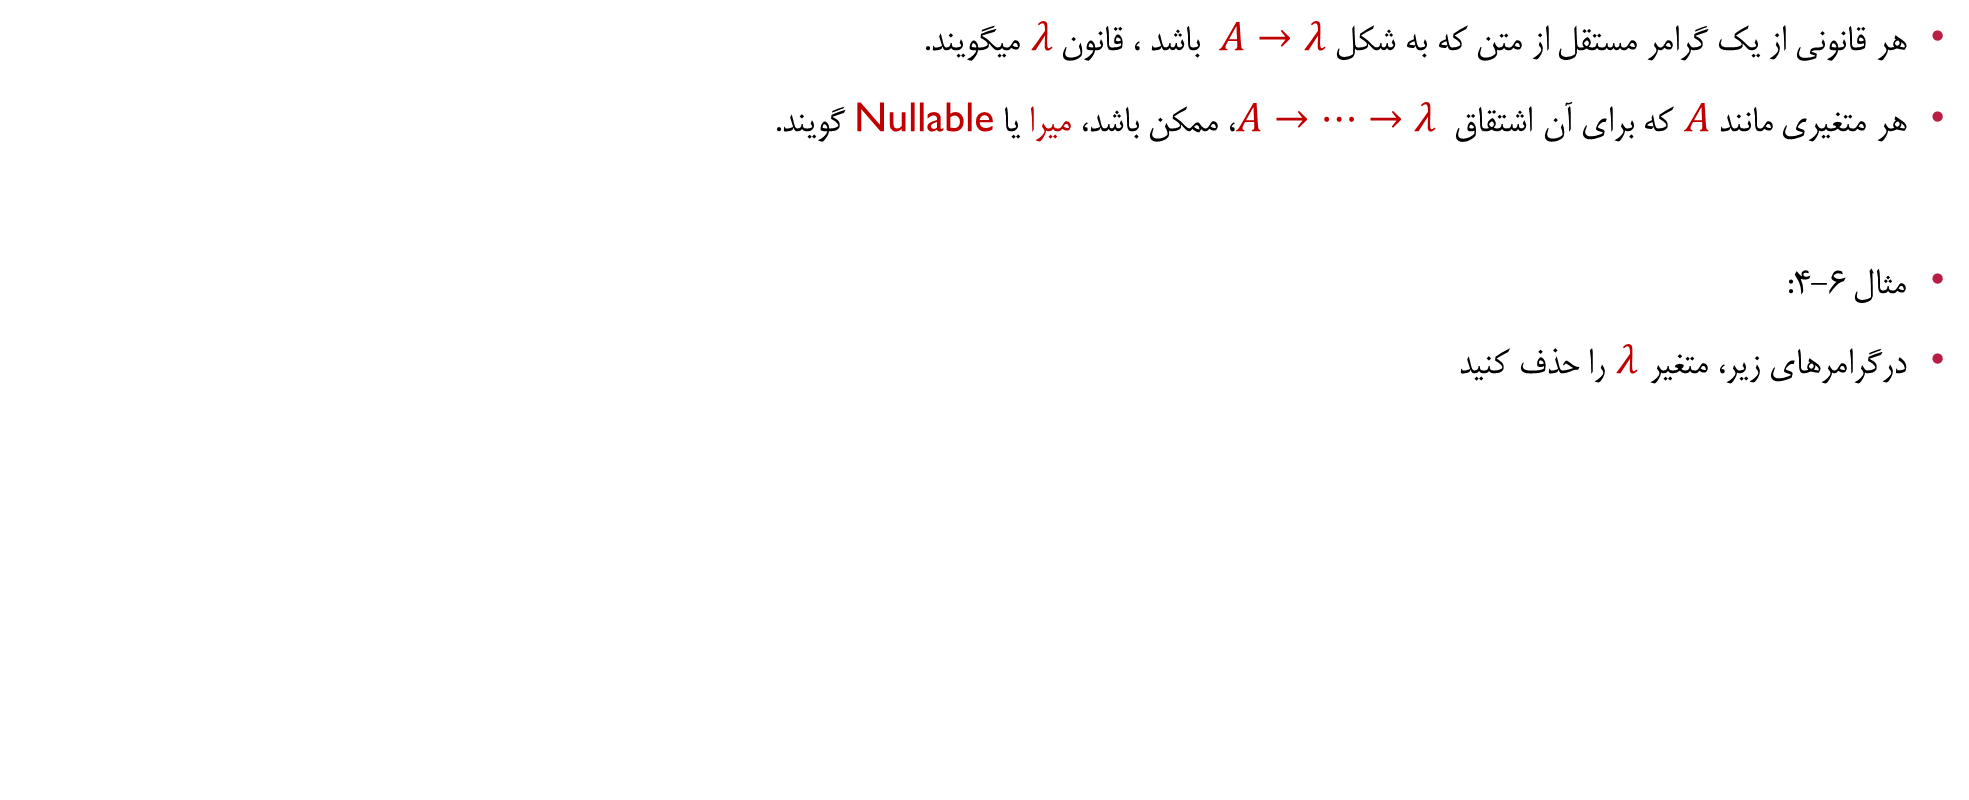 • هر قانونی از یک گرامر مستقل از متن که به شکل A → λ باشد ، قانون λ میگویند.
• هر متغیری مانند A که برای آن اشتقاق A → ⋯ → λ، ممکن باشد، میرا یا Nullable گویند.
• مثال ۶–۴:
• درگرامرهای زیر، متغیر λ را حذف کنید